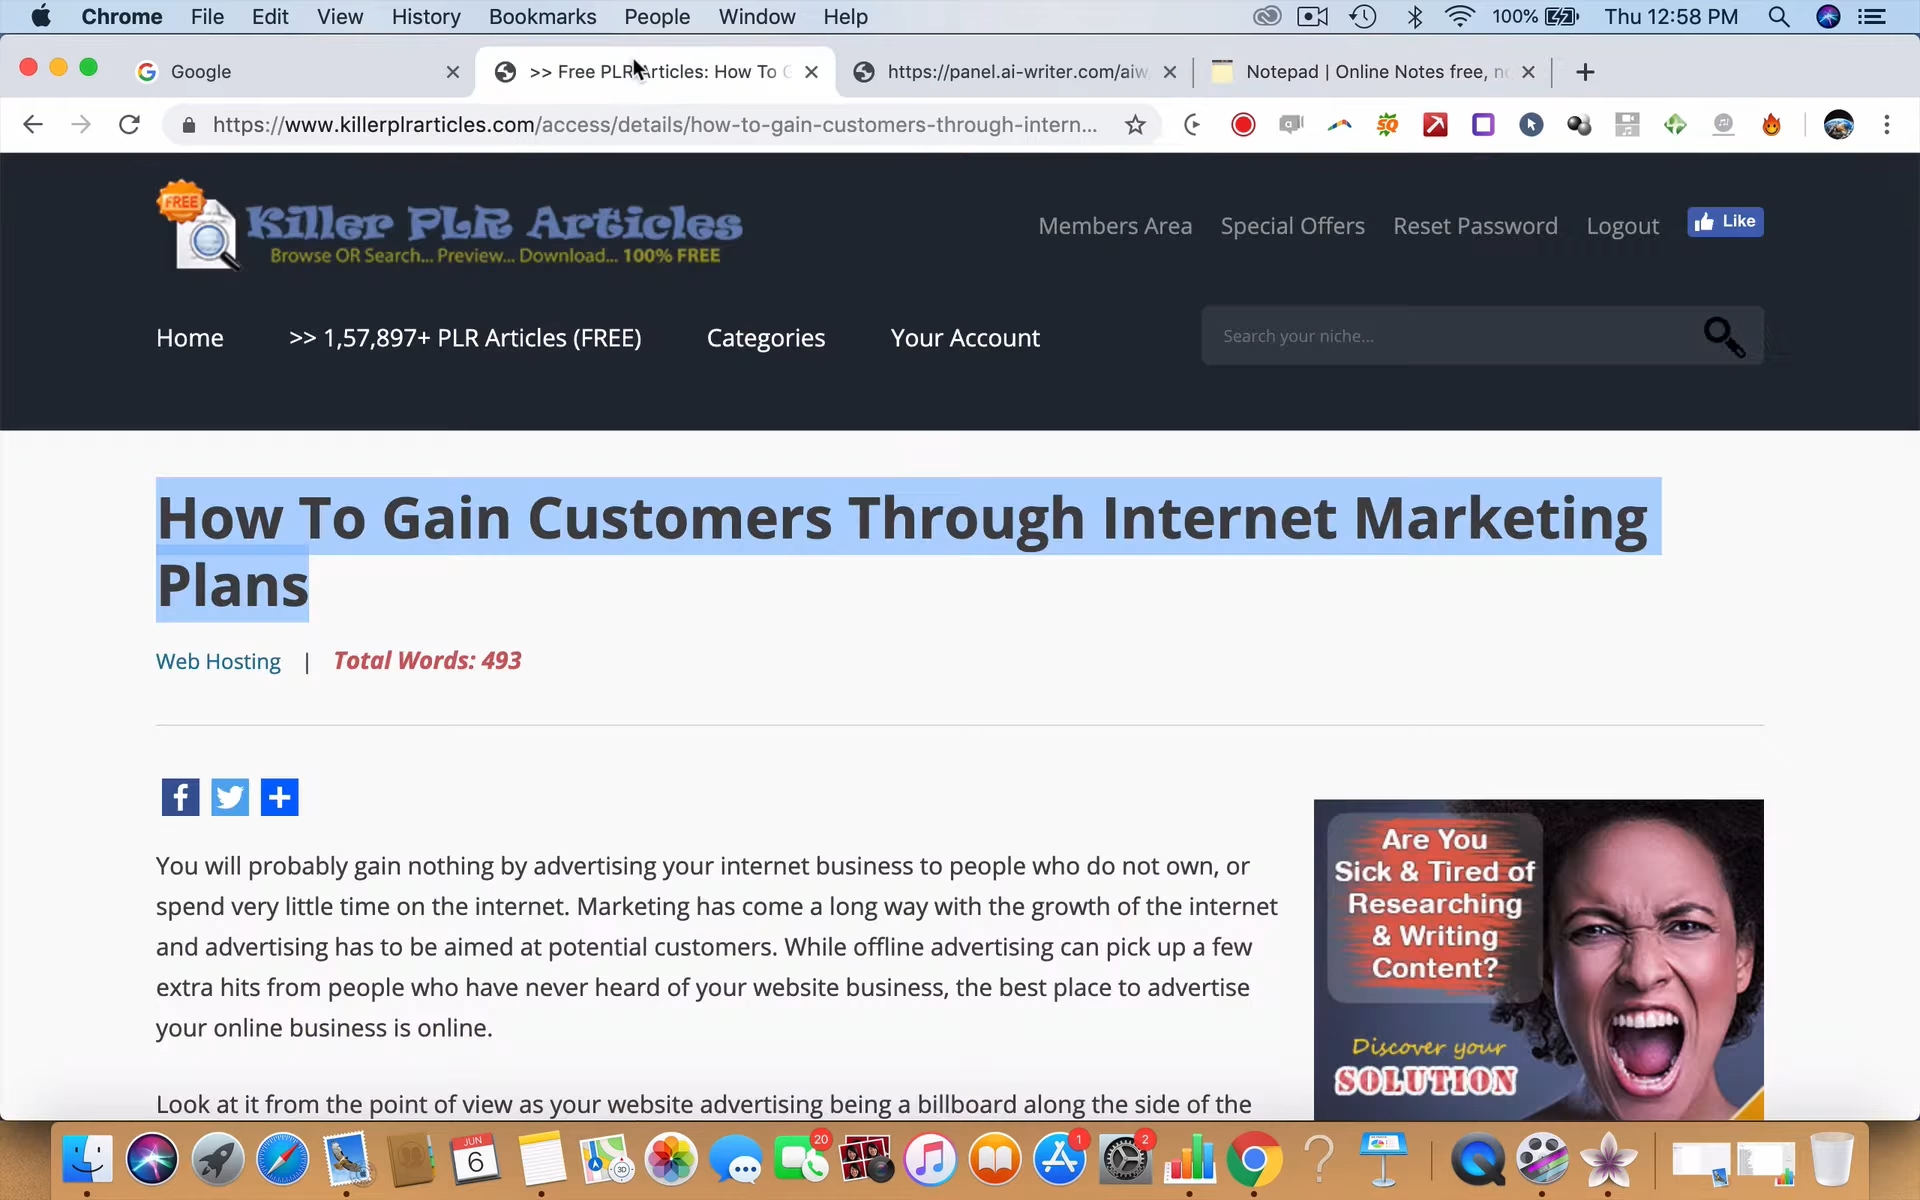 Chrome File Edit View History Bookmarks People Window Help 100% Thu 12:58 PM
Google
>> Free PLR Articles: How To G
https://panel.ai-writer.com/aiw
Notepad | Online Notes free, no
https://www.killerplrarticles.com/access/details/how-to-gain-customers-through-intern...
FREE
Killer PLR Articles
Browse OR Search... Preview... Download... 100% FREE
Members Area Special Offers Reset Password Logout Like
Home >> 1,57,897+ PLR Articles (FREE) Categories Your Account
Search your niche...
How To Gain Customers Through Internet Marketing
Plans
Web Hosting | Total Words: 493
You will probably gain nothing by advertising your internet business to people who do not own, or
spend very little time on the internet. Marketing has come a long way with the growth of the internet
and advertising has to be aimed at potential customers. While offline advertising can pick up a few
extra hits from people who have never heard of your website business, the best place to advertise
your online business is online.
Look at it from the point of view as your website advertising being a billboard along the side of the
Are You
Sick & Tired of
Researching
& Writing
Content?
Discover your
SOLUTION
JUN
6
3D
20
1
2